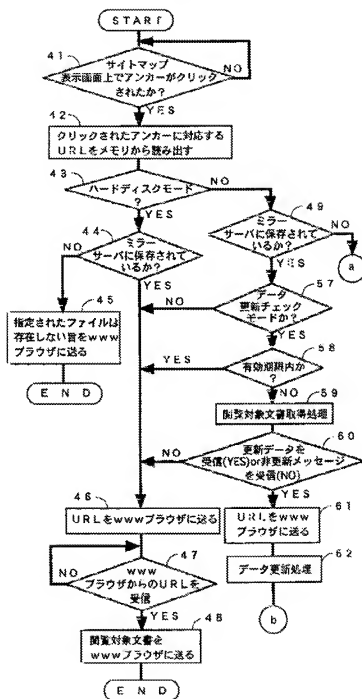 START
41
サイトマップ
表示画面上でアンカーがクリック
されたか?
NO
YES
42
クリックされたアンカーに対応する
URLをメモリから読み出す
43
ハードディスクモード
?
NO
YES
44
ミラー
サーバに保存されて
いるか?
NO
YES
45
指定されたファイルは
存在しない旨をwww
ブラウザに送る
END
49
ミラー
サーバに保存されて
いるか?
NO
a
YES
57
データ
更新チェック
モードか?
NO
YES
58
有効期限内か
?
YES
NO
59
閲覧対象文書取得処理
60
更新データを
受信(YES)or非更新メッセージ
を受信(NO)
NO
YES
46
URLをwwwブラウザに送る
47
www
ブラウザからのURLを
受信
NO
YES
48
閲覧対象文書を
wwwブラウザに送る
END
61
URLをwww
ブラウザに送る
62
データ更新処理
b